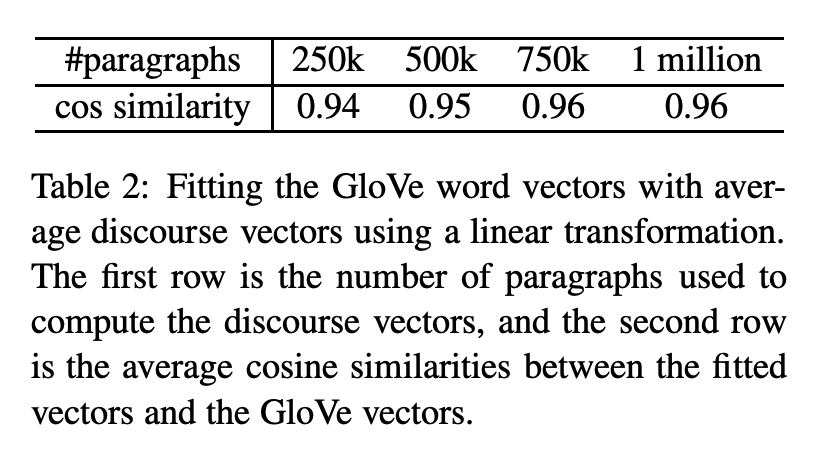 #paragraphs 250k 500k 750k 1 million
cos similarity 0.94 0.95 0.96 0.96
Table 2: Fitting the GloVe word vectors with aver-
age discourse vectors using a linear transformation.
The first row is the number of paragraphs used to
compute the discourse vectors, and the second row
is the average cosine similarities between the fitted
vectors and the GloVe vectors.